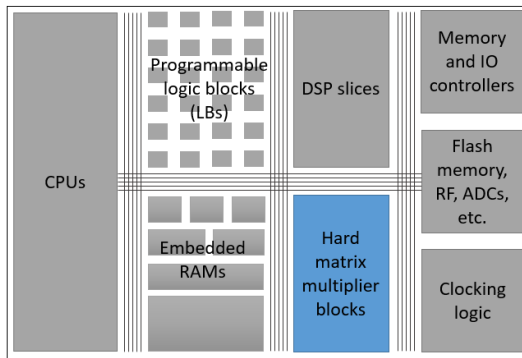 CPUs
Programmable
logic blocks
(LBs)
DSP slices
Memory
and IO
controllers
Embedded
RAMs
Hard
matrix
multiplier
blocks
Flash
memory,
RF, ADCs,
etc.
Clocking
logic